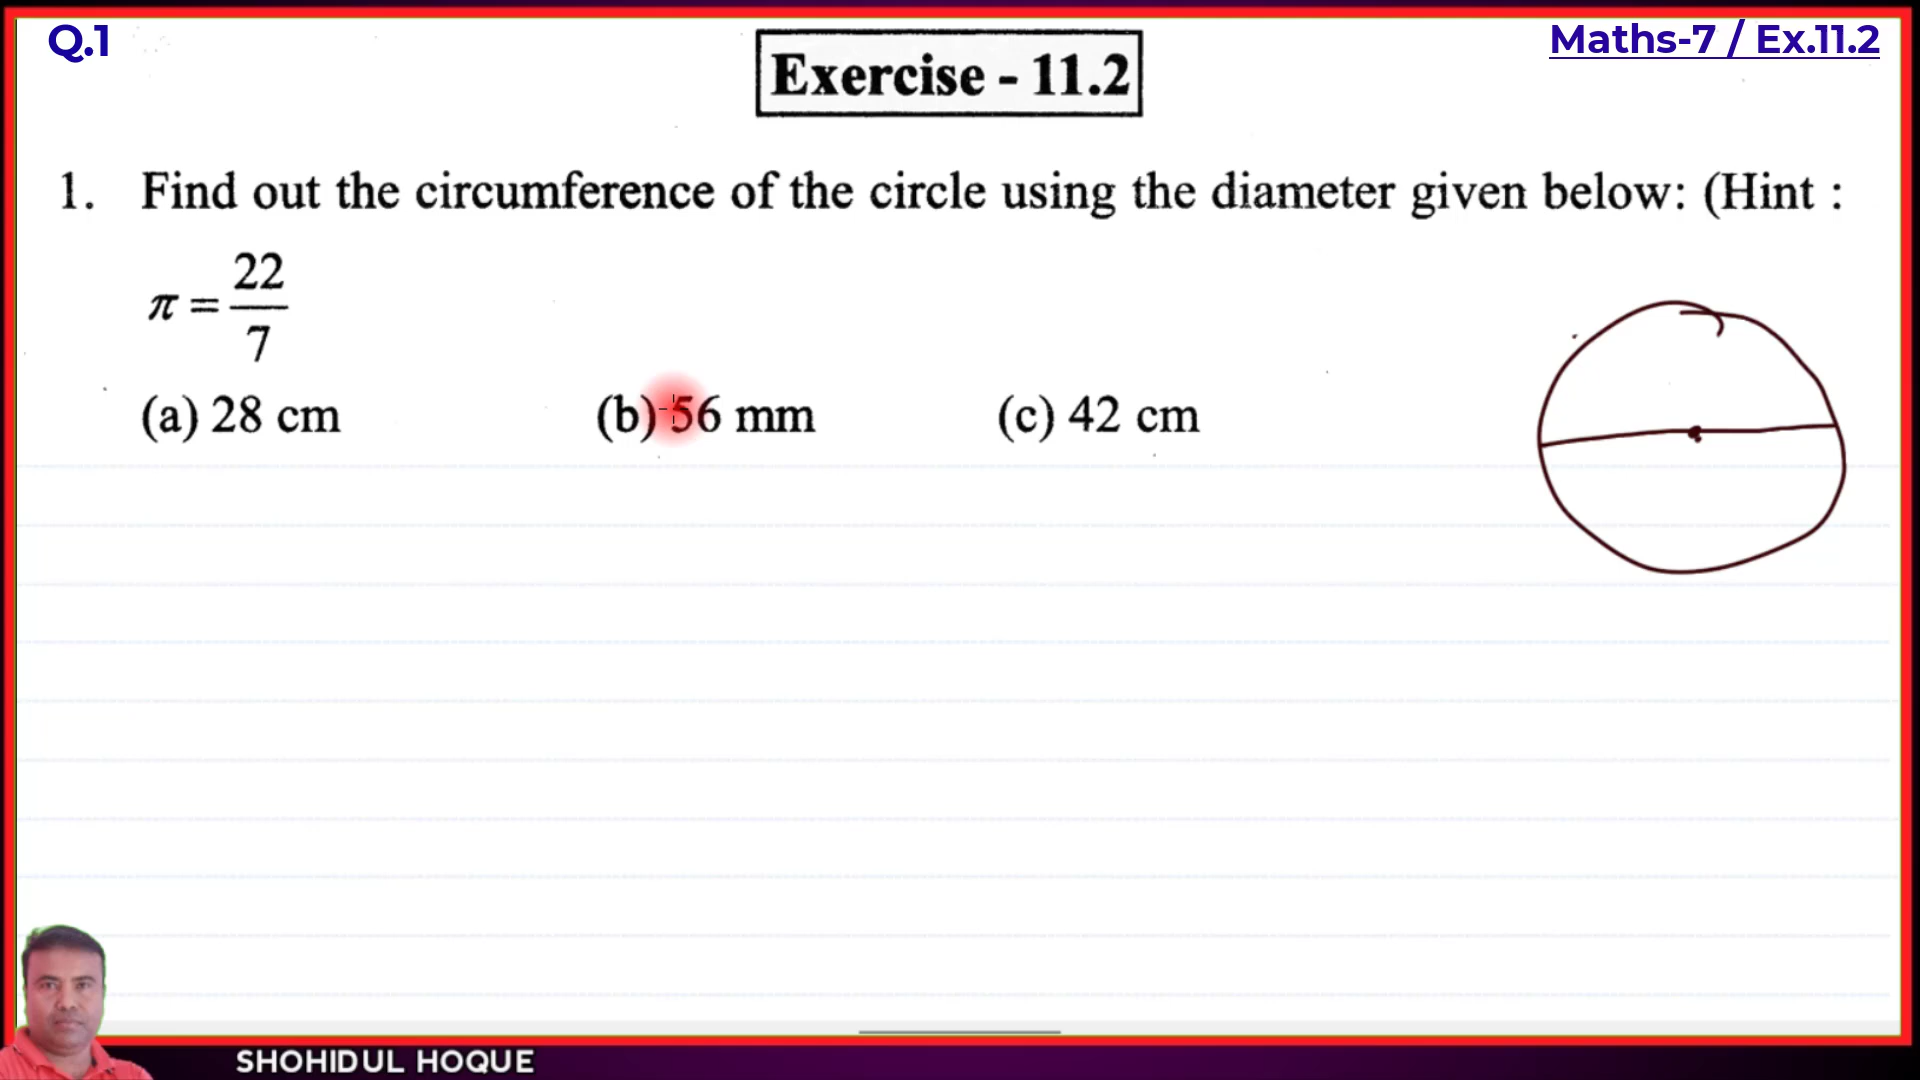 Q.1
Maths-7 / Ex.11.2
Exercise - 11.2
1. Find out the circumference of the circle using the diameter given below: (Hint :
π = 22/7
(a) 28 cm (b) 56 mm (c) 42 cm
SHOHIDUL HOQUE